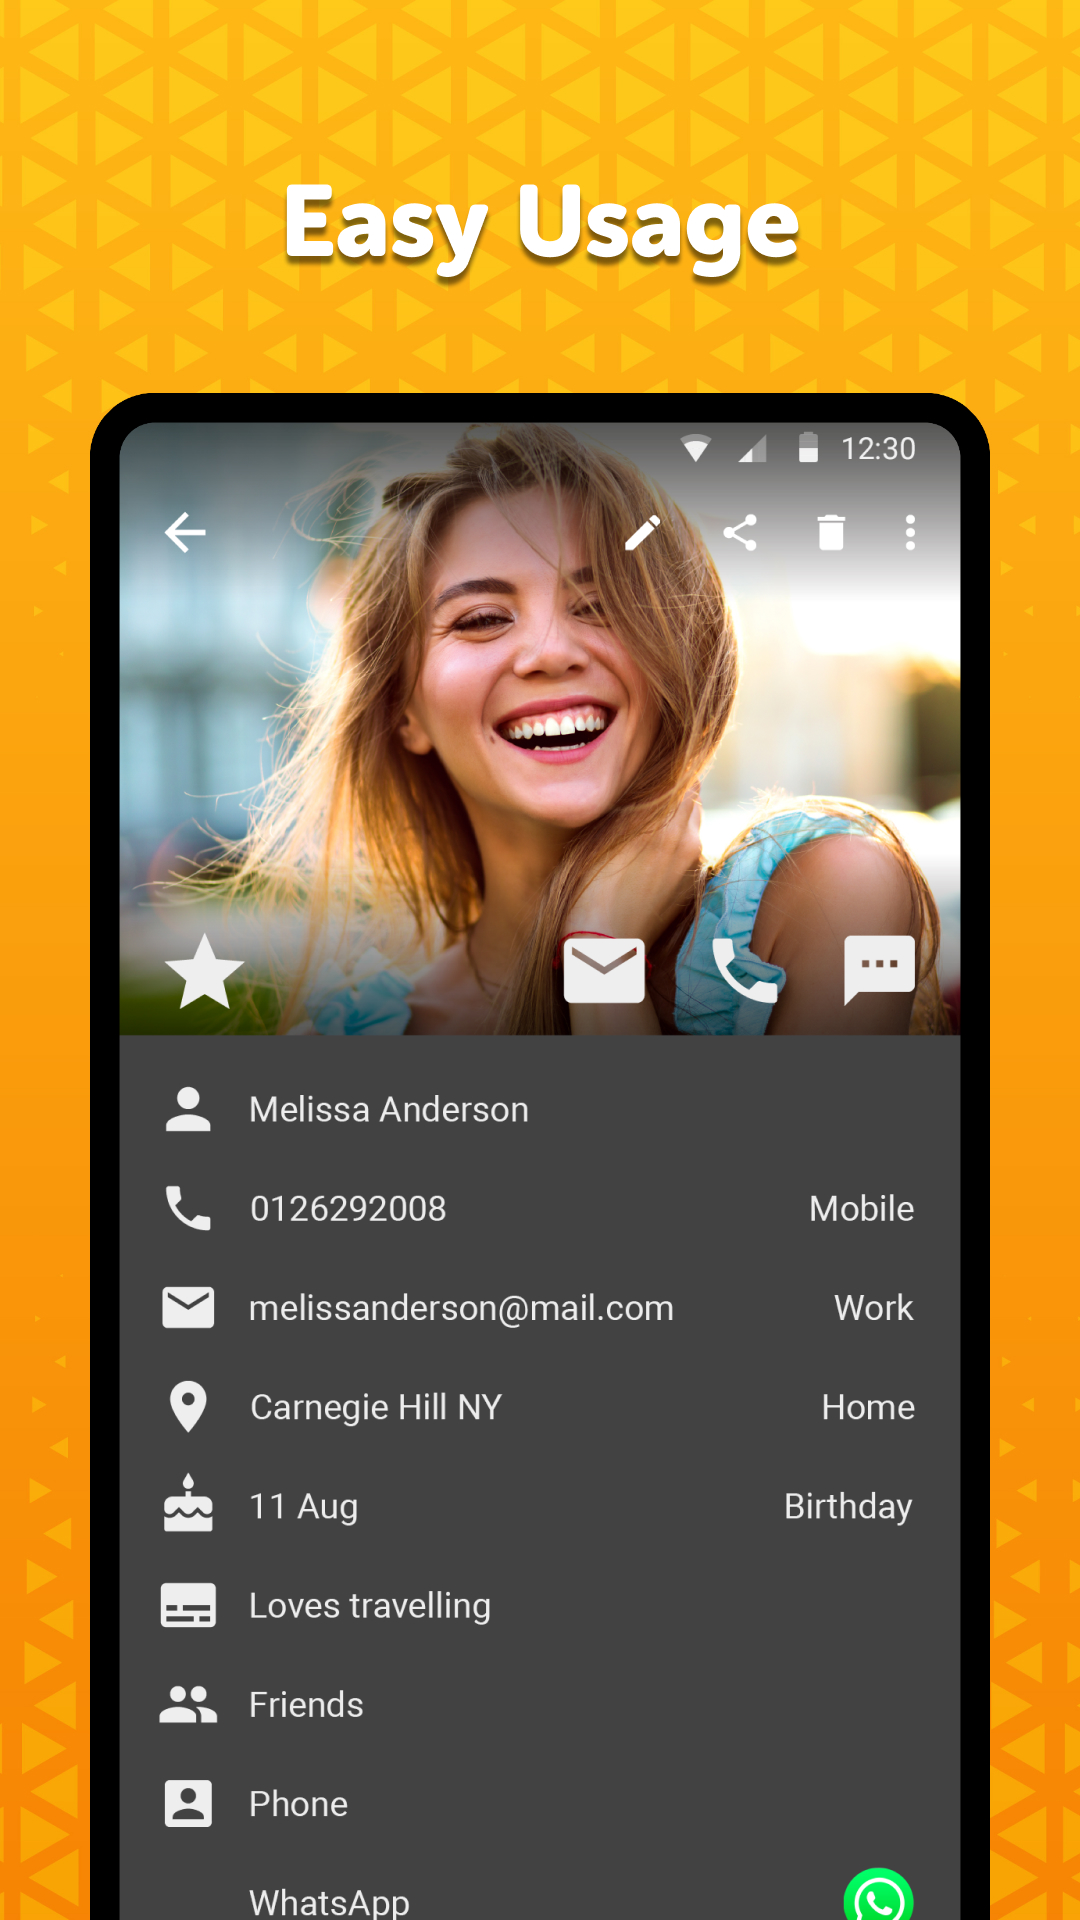 Easy Usage
12:30
Melissa Anderson
0126292008 Mobile
melissanderson@mail.com Work
Carnegie Hill NY Home
11 Aug Birthday
Loves travelling
Friends
Phone
WhatsApp